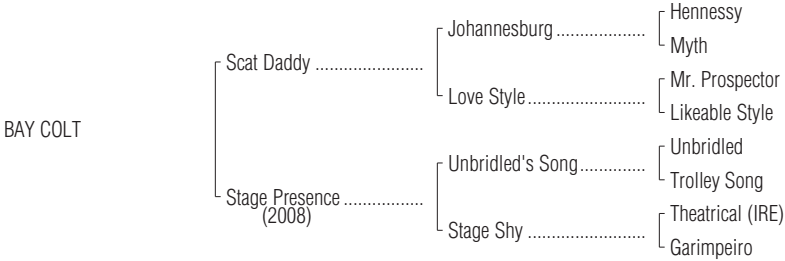 Hennessy
Johannesburg ...................
Myth
Scat Daddy .......................
Mr. Prospector
Love Style.........................
Likeable Style
BAY COLT
Unbridled
Unbridled's Song..............
Trolley Song
Stage Presence .................
(2008)
Theatrical (IRE)
Stage Shy .........................
Garimpeiro